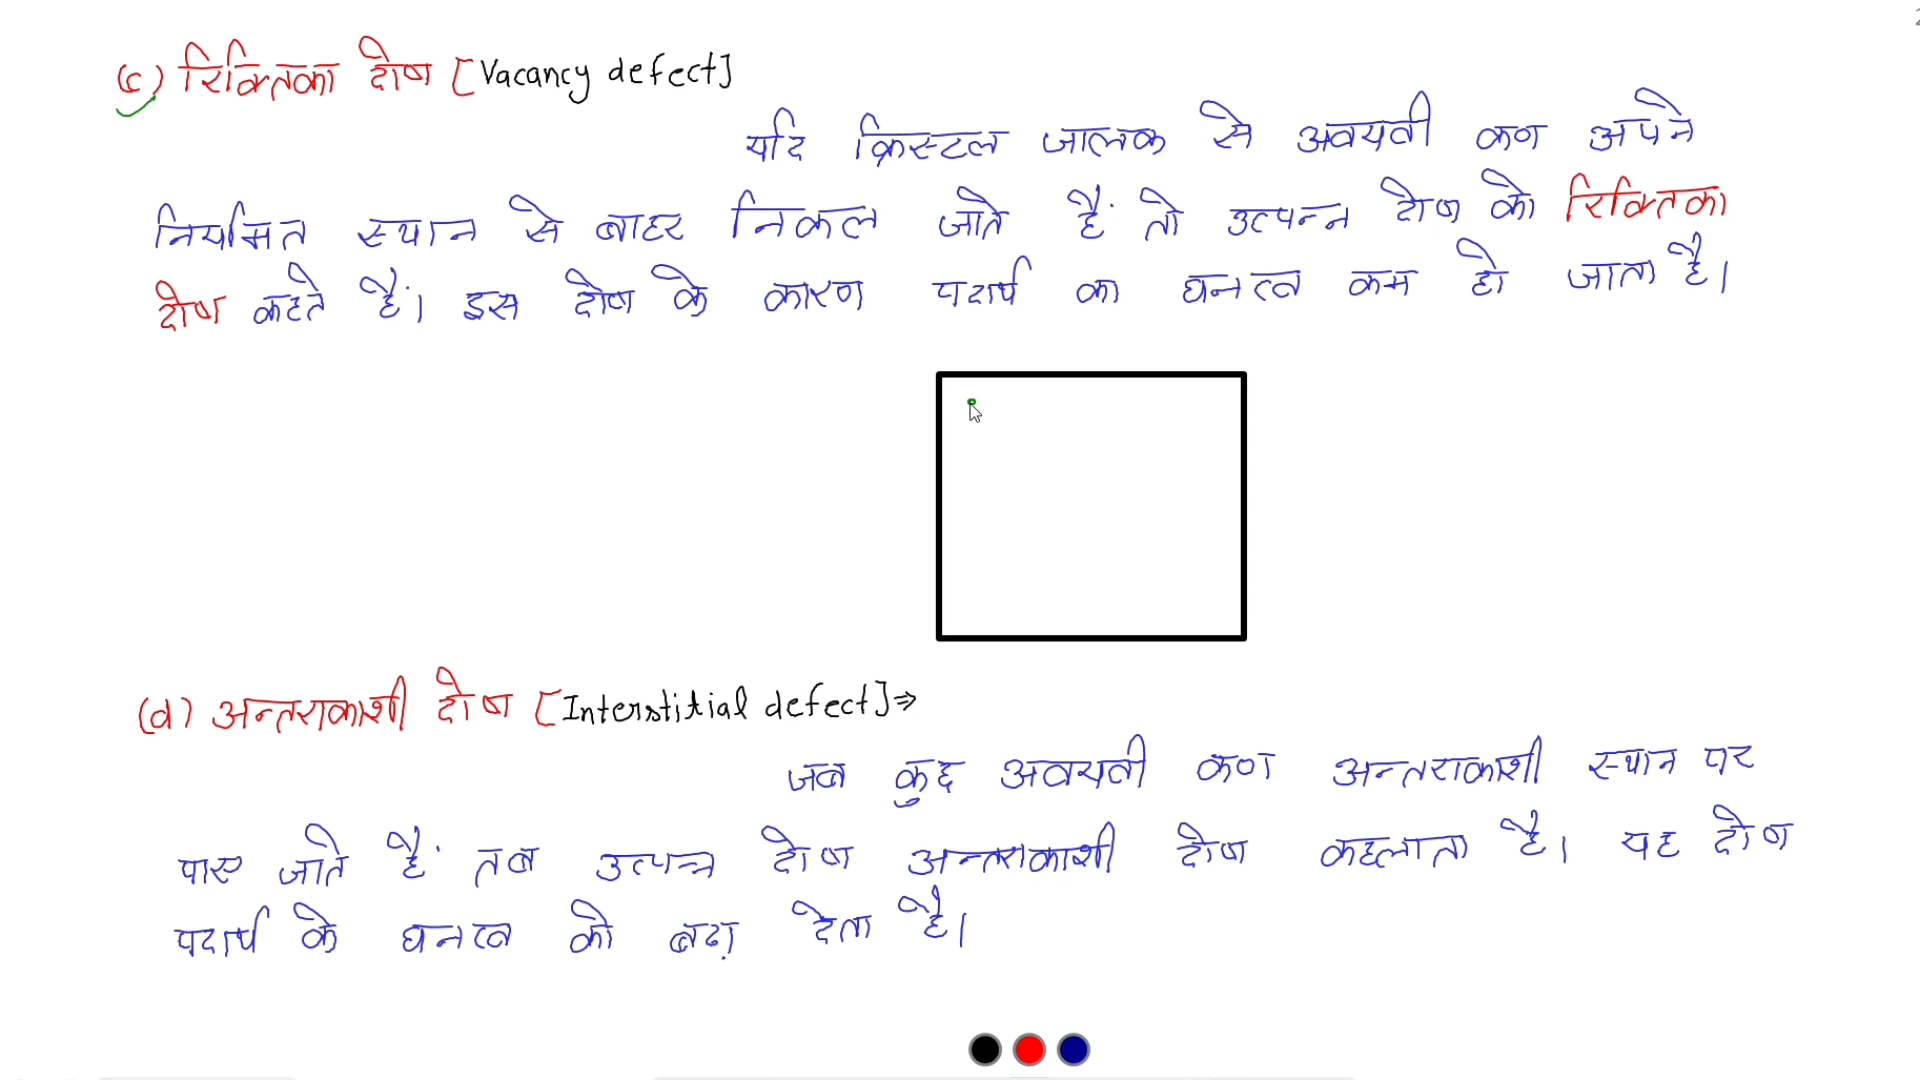 (c) रिक्तिका दोष [Vacancy defect]
यदि क्रिस्टल जालक से अवयवी कण अपने
नियमित स्थान से बाहर निकल जाते हैं तो उत्पन्न दोष को रिक्तिका
दोष कहते हैं। इस दोष के कारण पदार्थ का घनत्व कम हो जाता है।
(d) अन्तराकाशी दोष [Interstitial defect]⇒
जब कुछ अवयवी कण अन्तराकाशी स्थान पर
पाए जाते हैं तब उत्पन्न दोष अन्तराकाशी दोष कहलाता है। यह दोष
पदार्थ के घनत्व को बढ़ा देता है।